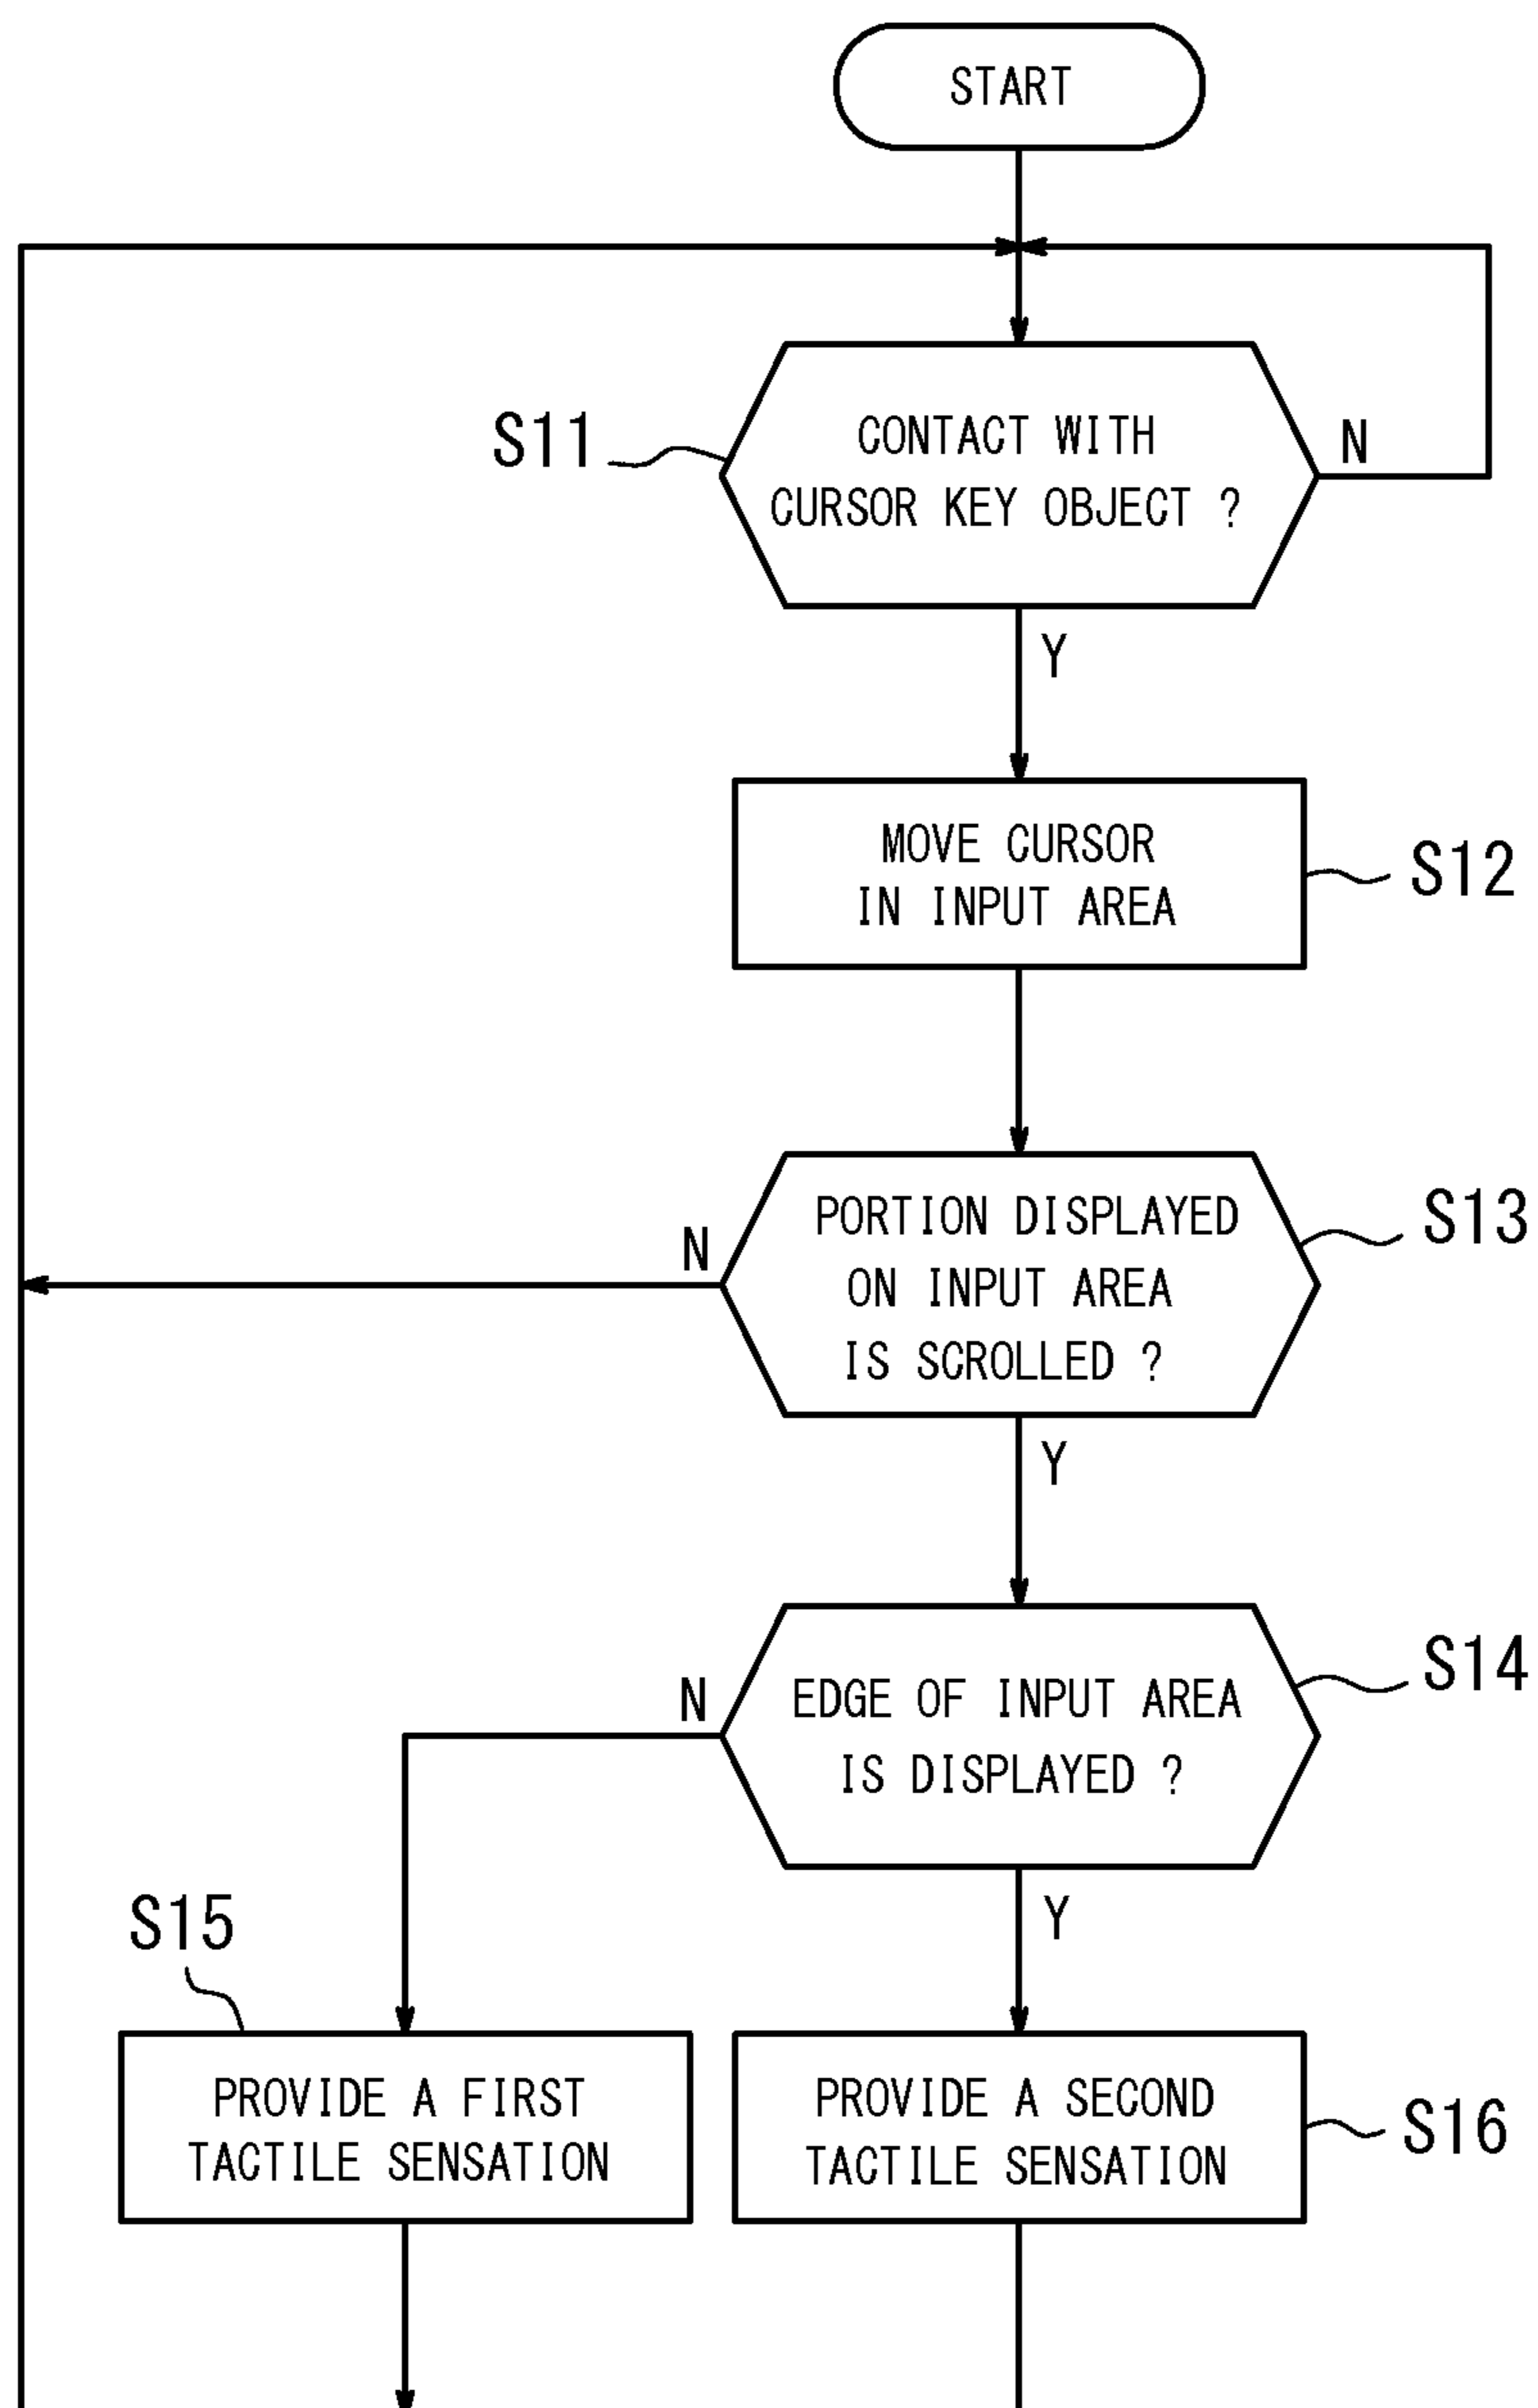 START
S11
CONTACT WITH
CURSOR KEY OBJECT ?
N
Y
MOVE CURSOR
IN INPUT AREA
S12
N
PORTION DISPLAYED
ON INPUT AREA
IS SCROLLED ?
S13
Y
N
EDGE OF INPUT AREA
IS DISPLAYED ?
S14
Y
S15
PROVIDE A FIRST
TACTILE SENSATION
PROVIDE A SECOND
TACTILE SENSATION
S16